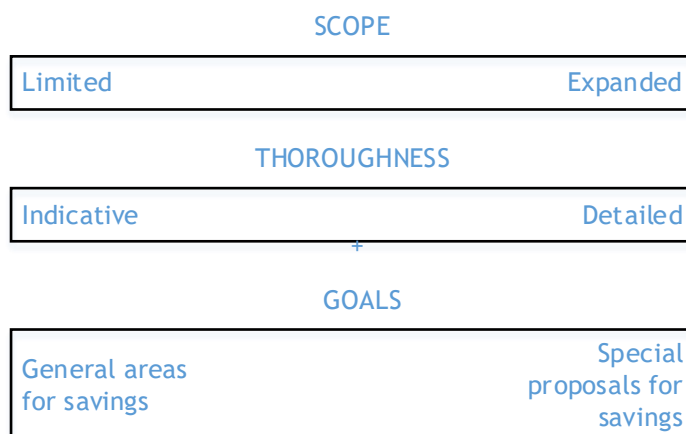 SCOPE
Limited Expanded
THOROUGHNESS
Indicative Detailed
+
GOALS
General areas
for savings
Special
proposals for
savings